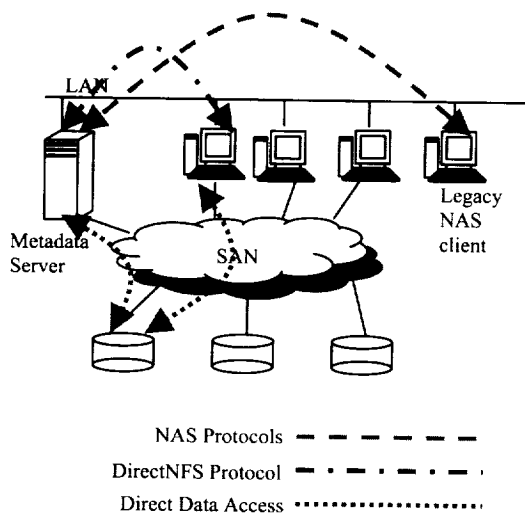 LAN
Legacy
NAS
client
Metadata
Server
SAN
NAS Protocols
DirectNFS Protocol
Direct Data Access